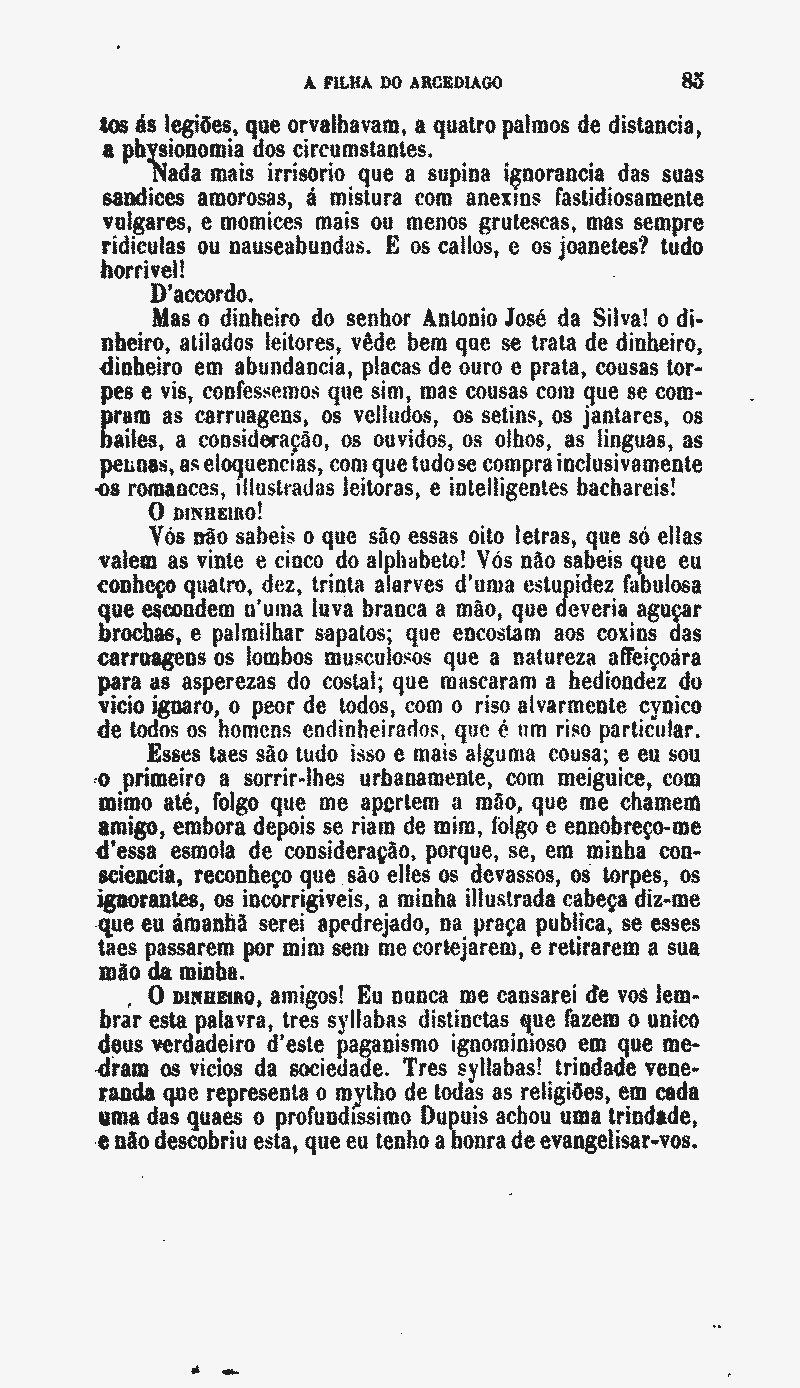 A FILHA DO ARCEDIAGO 85
tos ás legiões, que orvalhavam, a quatro palmos de distancia,
a physionomia dos circumstantes.
Nada mais irrisorio que a supina ignorancia das suas
sandices amorosas, á mistura com anexins fastidiosamente
vulgares, e momices mais ou menos grutescas, mas sempre
ridiculas ou nauseabundas. E os callos, e os joanetes? tudo
horrivel!
D'accordo.
Mas o dinheiro do senhor Antonio José da Silva! o di-
nheiro, atilados leitores, vêde bem que se trata de dinheiro,
dinheiro em abundancia, placas de ouro e prata, cousas tor-
pes e vis, confessemos que sim, mas cousas com que se com-
pram as carruagens, os velludos, os setins, os jantares, os
bailes, a consideração, os ouvidos, os olhos, as linguas, as
pennas, as eloquencias, com que tudo se compra inclusivamente
os romances, illustradas leitoras, e intelligentes bachareis!
O DINHEIRO!
Vós não sabeis o que são essas oito letras, que só ellas
valem as vinte e cinco do alphabeto! Vós não sabeis que eu
conheço quatro, dez, trinta alarves d'uma estupidez fabulosa
que escondem n'uma luva branca a mão, que deveria aguçar
brochas, e palmilhar sapatos; que encostam aos coxins das
carruagens os lombos musculosos que a natureza affeiçoára
para as asperezas do costal; que mascaram a hediondez do
vicio ignaro, o peor de todos, com o riso alvarmente cynico
de todos os homens endinheirados, que é um riso particular.
Esses taes são tudo isso e mais alguma cousa; e eu sou
o primeiro a sorrir-lhes urbanamente, com meiguice, com
mimo até, folgo que me apertem a mão, que me chamem
amigo, embora depois se riam de mim, folgo e ennobreço-me
d'essa esmola de consideração, porque, se, em minha con-
sciencia, reconheço que são elles os devassos, os torpes, os
ignorantes, os incorrigiveis, a minha illustrada cabeça diz-me
que eu ámanhã serei apedrejado, na praça publica, se esses
taes passarem por mim sem me cortejarem, e retirarem a sua
mão da minha.
O DINHEIRO, amigos! Eu nunca me cansarei de vos lem-
brar esta palavra, tres syllabas distinctas que fazem o unico
deus verdadeiro d'este paganismo ignominioso em que me-
dram os vicios da sociedade. Tres syllabas! trindade vene-
randa que representa o mytho de todas as religiões, em cada
uma das quaes o profundissimo Dupuis achou uma trindade,
e não descobriu esta, que eu tenho a honra de evangelisar-vos.